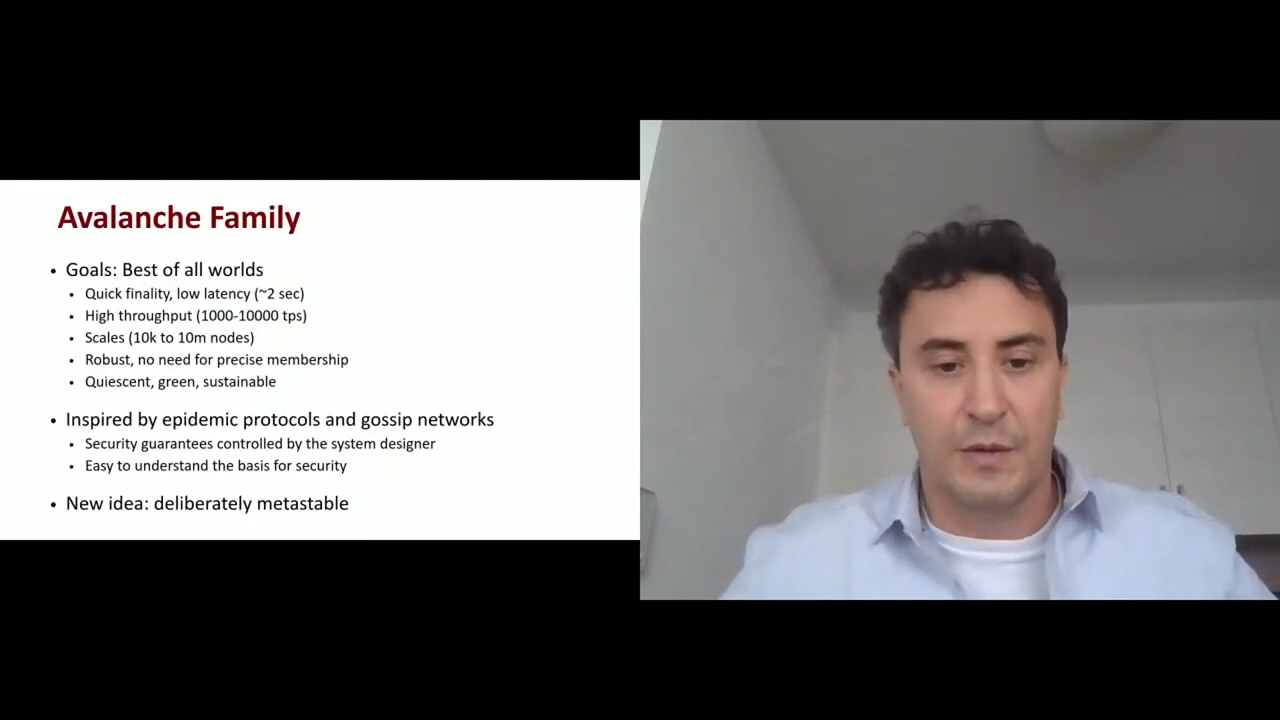 Avalanche Family
• Goals: Best of all worlds
• Quick finality, low latency (~2 sec)
• High throughput (1000-10000 tps)
• Scales (10k to 10m nodes)
• Robust, no need for precise membership
• Quiescent, green, sustainable
• Inspired by epidemic protocols and gossip networks
• Security guarantees controlled by the system designer
• Easy to understand the basis for security
• New idea: deliberately metastable